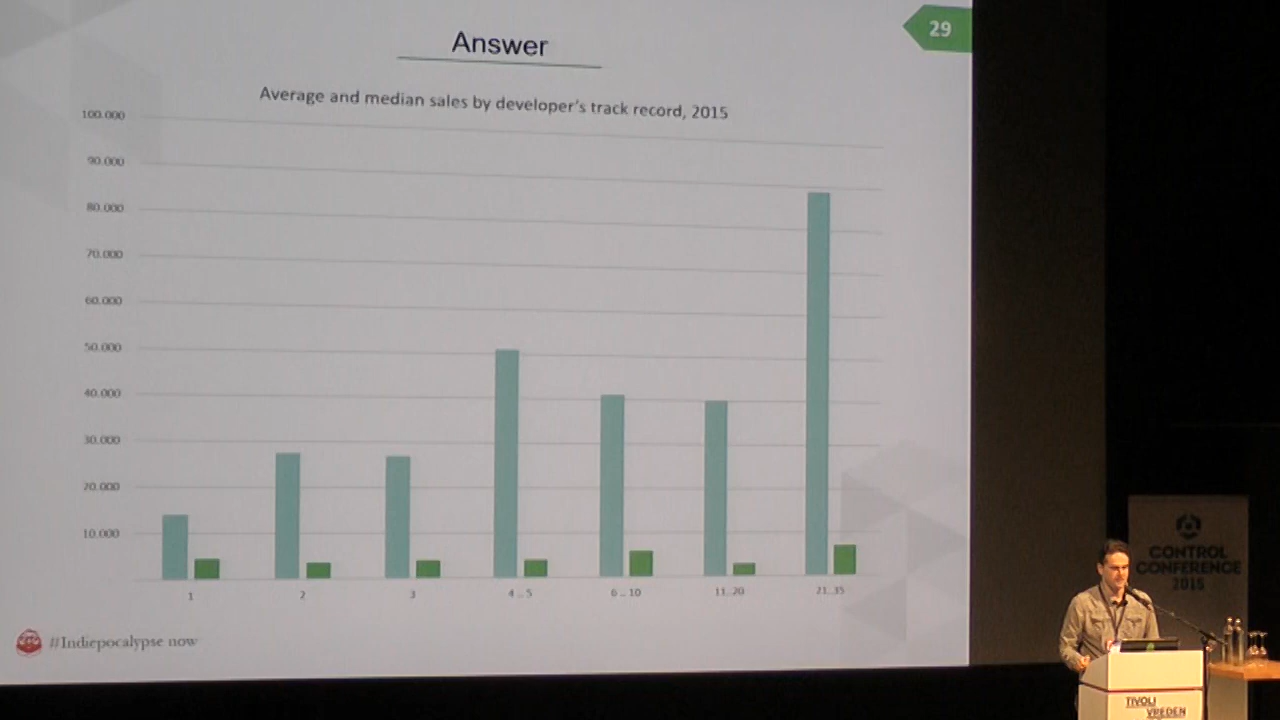 29
Answer
Average and median sales by developer's track record, 2015
100.000
90.000
80.000
70.000
60.000
50.000
40.000
30.000
20.000
10.000
1
2
3
4 .. 5
6 .. 10
11..20
21..35
#Indiepocalypse now
CONTROL
CONFERENCE
2015
TIVOLI
VREDEN